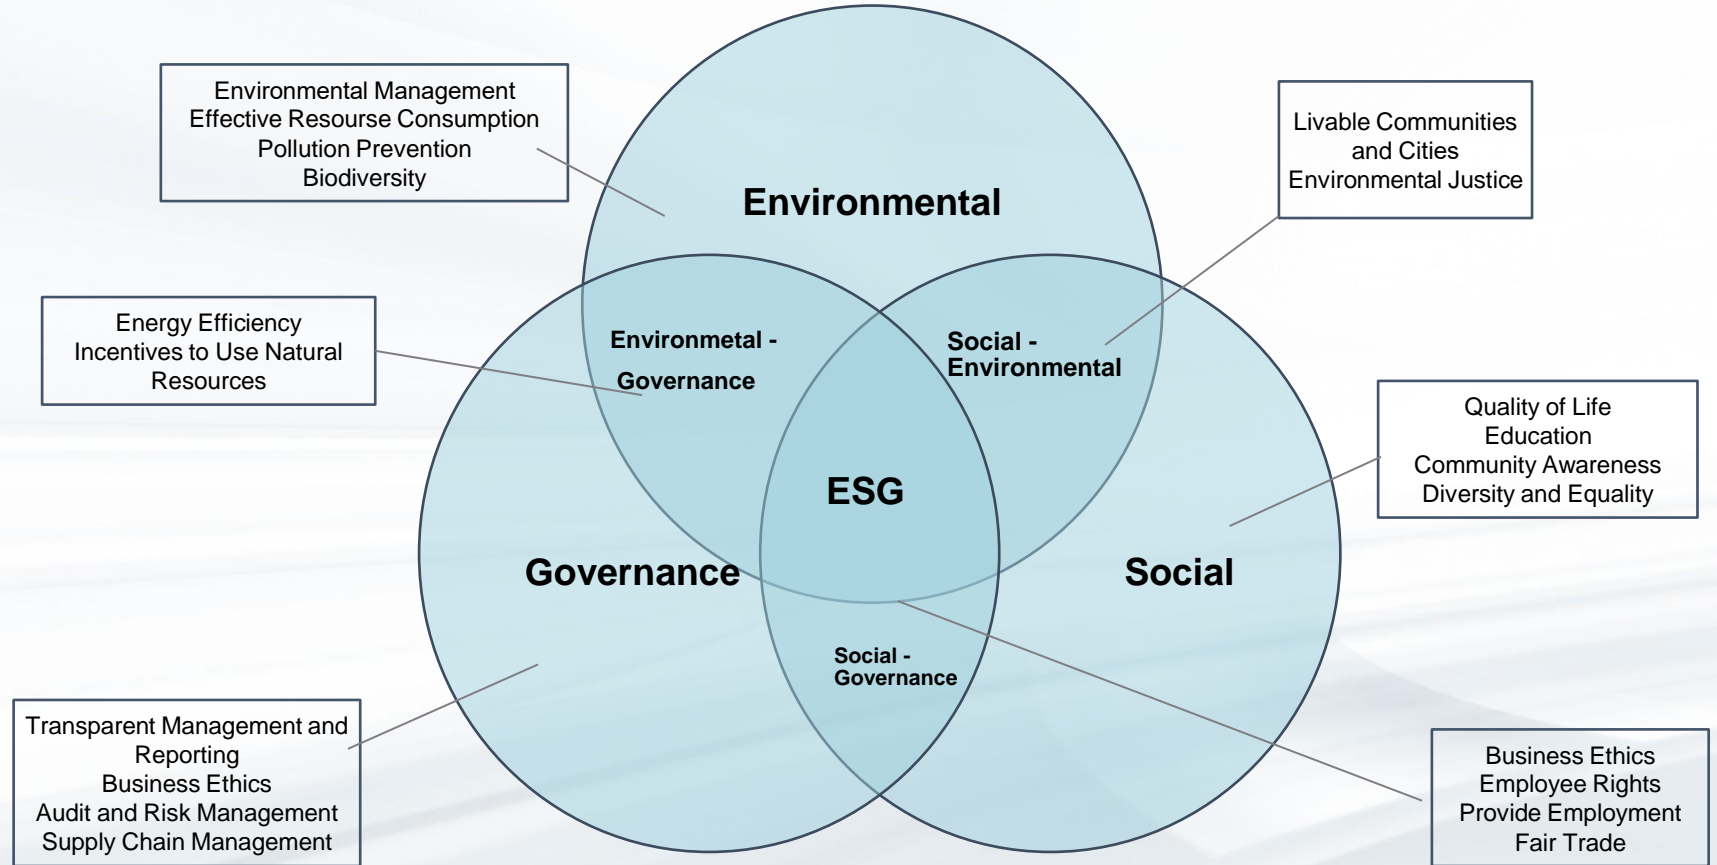 Environmental Management
Effective Resourse Consumption
Pollution Prevention
Biodiversity
Livable Communities
and Cities
Environmental Justice
Environmental
Energy Efficiency
Incentives to Use Natural
Resources
Environmetal -
Governance
Social -
Environmental
Quality of Life
Education
Community Awareness
Diversity and Equality
ESG
Governance
Social
Social -
Governance
Transparent Management and
Reporting
Business Ethics
Audit and Risk Management
Supply Chain Management
Business Ethics
Employee Rights
Provide Employment
Fair Trade